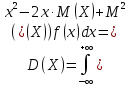 x²−2x·M(X)+M²
(¿(X))f(x)dx=¿
D(X)=∫₋∞⁺∞ ¿